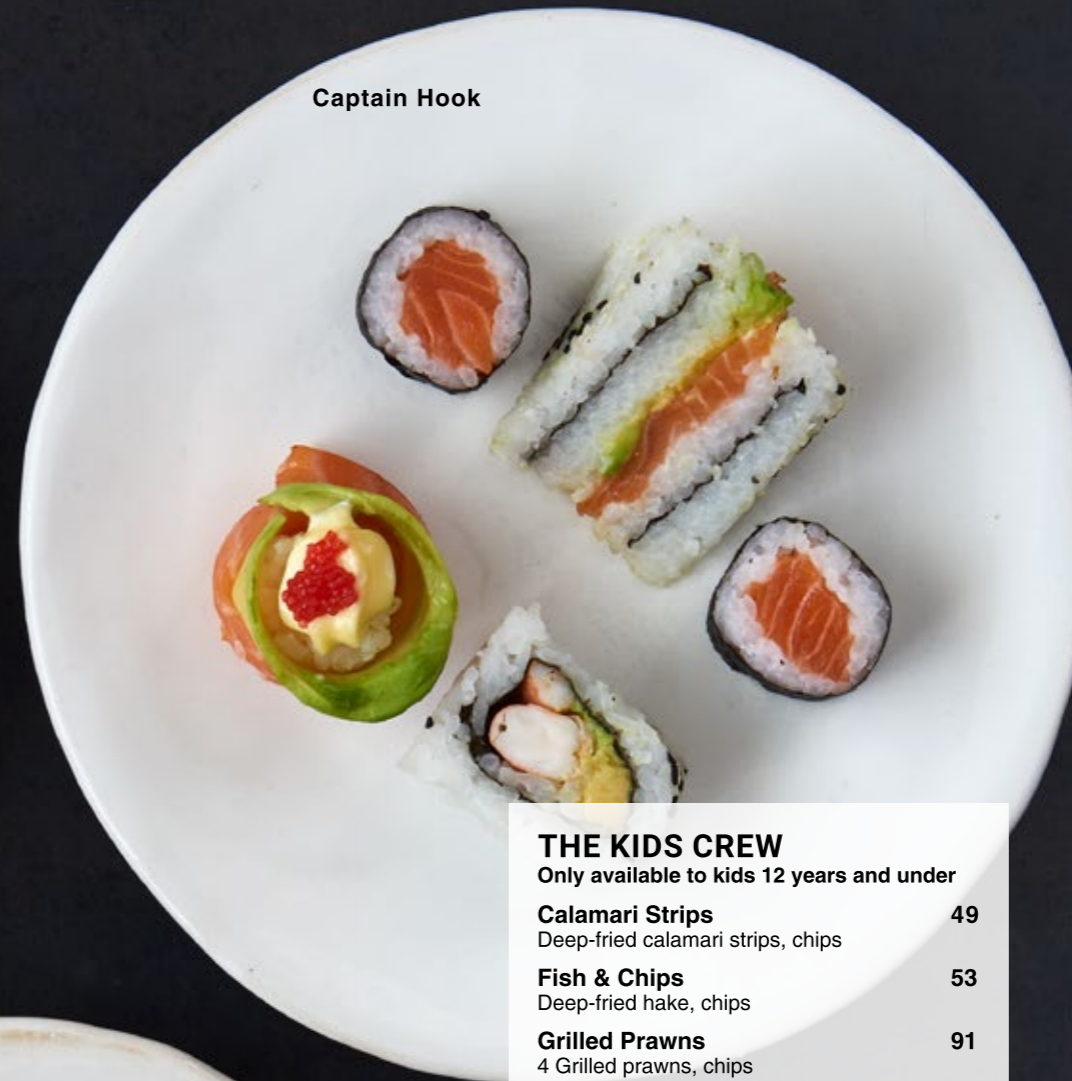 Captain Hook
THE KIDS CREW
Only available to kids 12 years and under
Calamari Strips 49
Deep-fried calamari strips, chips
Fish & Chips 53
Deep-fried hake, chips
Grilled Prawns 91
4 Grilled prawns, chips